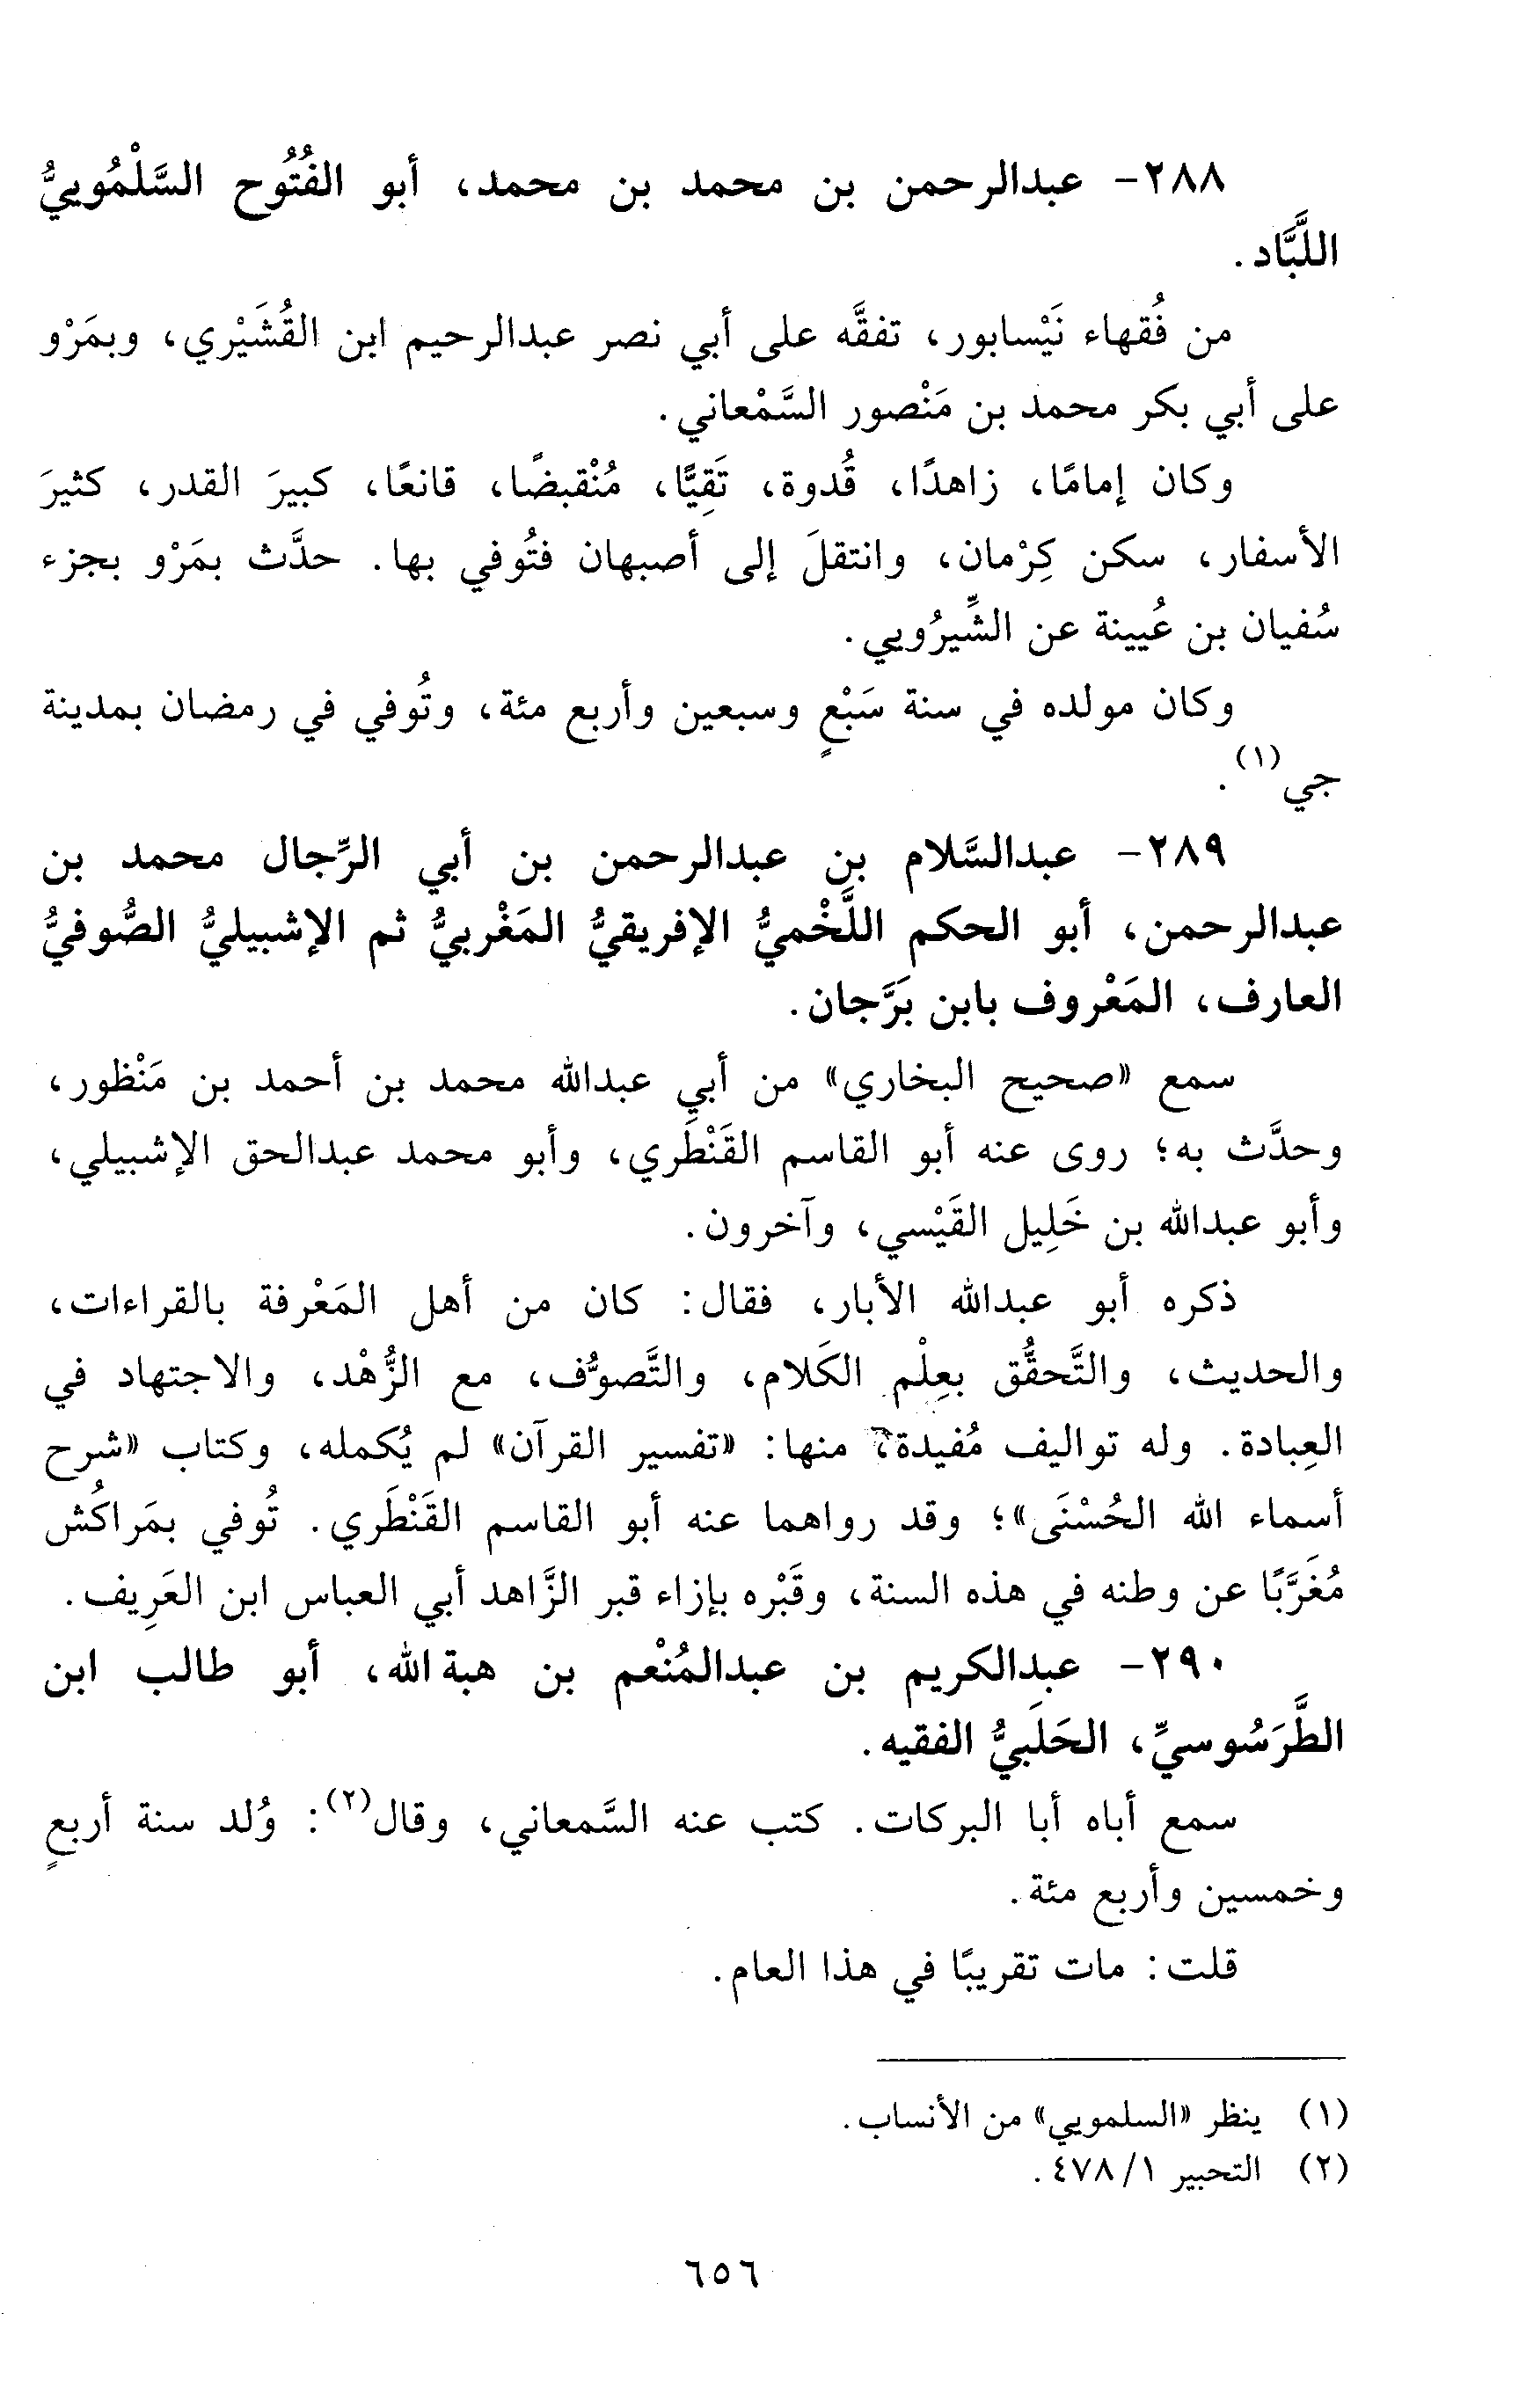 ٢٨٨- عبدالرحمن بن محمد بن محمد، أبو الفُتُوح السَّلْمُوييُّ
اللَّبَّاد.
من فُقهاء نَيْسابور، تفقَّه على أبي نصر عبدالرحيم ابن القُشَيْري، وبمَرْو
على أبي بكر محمد بن مَنْصور السَّمْعاني.
وكان إمامًا، زاهدًا، قُدوة، تَقِيًّا، مُنْقبضًا، قانعًا، كبيرَ القدر، كثيرَ
الأسفار، سكن كِرْمان، وانتقلَ إلى أصبهان فتُوفي بها. حدَّث بمَرْو بجزء
سُفيان بن عُيينة عن الشِّيرُويي.
وكان مولده في سنة سَبْعٍ وسبعين وأربع مئة، وتُوفي في رمضان بمدينة
جي(١).
٢٨٩- عبدالسَّلام بن عبدالرحمن بن أبي الرِّجال محمد بن
عبدالرحمن، أبو الحكم اللَّخْميُّ الإفريقيُّ المَغْربيُّ ثم الإشبيليُّ الصُّوفيُّ
العارف، المَعْروف بابن بَرَّجان.
سمع «صحيح البخاري» من أبي عبدالله محمد بن أحمد بن مَنْظور،
وحدَّث به؛ روى عنه أبو القاسم القَنْطَري، وأبو محمد عبدالحق الإشبيلي،
وأبو عبدالله بن خَلِيل القَيْسي، وآخرون.
ذكره أبو عبدالله الأبار، فقال: كان من أهل المَعْرفة بالقراءات،
والحديث، والتَّحقُّق بعِلْم الكَلام، والتَّصوُّف، مع الزُّهْد، والاجتهاد في
العِبادة. وله تواليف مُفيدة، منها: «تفسير القرآن» لم يُكمله، وكتاب «شرح
أسماء الله الحُسْنَى»؛ وقد رواهما عنه أبو القاسم القَنْطَري. تُوفي بمَراكُش
مُغَرَّبًا عن وطنه في هذه السنة، وقَبْره بإزاء قبر الزَّاهد أبي العباس ابن العَرِيف.
٢٩٠- عبدالكريم بن عبدالمُنْعم بن هبة الله، أبو طالب ابن
الطَّرَسُوسيِّ، الحَلَبيُّ الفقيه.
سمع أباه أبا البركات. كتب عنه السَّمعاني، وقال(٢): وُلد سنة أربعٍ
وخمسين وأربع مئة.
قلت: مات تقريبًا في هذا العام.
(١) ينظر «السلمويي» من الأنساب.
(٢) التحبير ١/ ٤٧٨.
٦٥٦